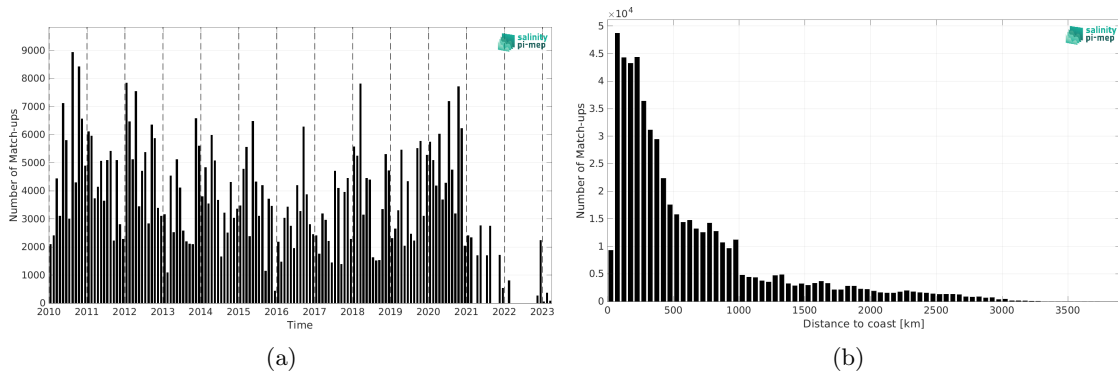 salinity
pi-mep
Number of Match-ups
9000
8000
7000
6000
5000
4000
3000
2000
1000
0
2010 2011 2012 2013 2014 2015 2016 2017 2018 2019 2020 2021 2022 2023
Time
(a)
×10⁴
salinity
pi-mep
Number of Match-ups
5
4.5
4
3.5
3
2.5
2
1.5
1
0.5
0
0 500 1000 1500 2000 2500 3000 3500
Distance to coast [km]
(b)